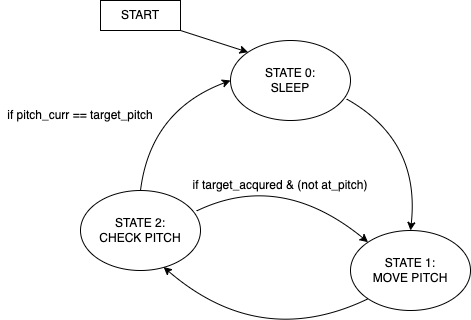 START
STATE 0:
SLEEP
if pitch_curr == target_pitch
if target_acqured & (not at_pitch)
STATE 2:
CHECK PITCH
STATE 1:
MOVE PITCH